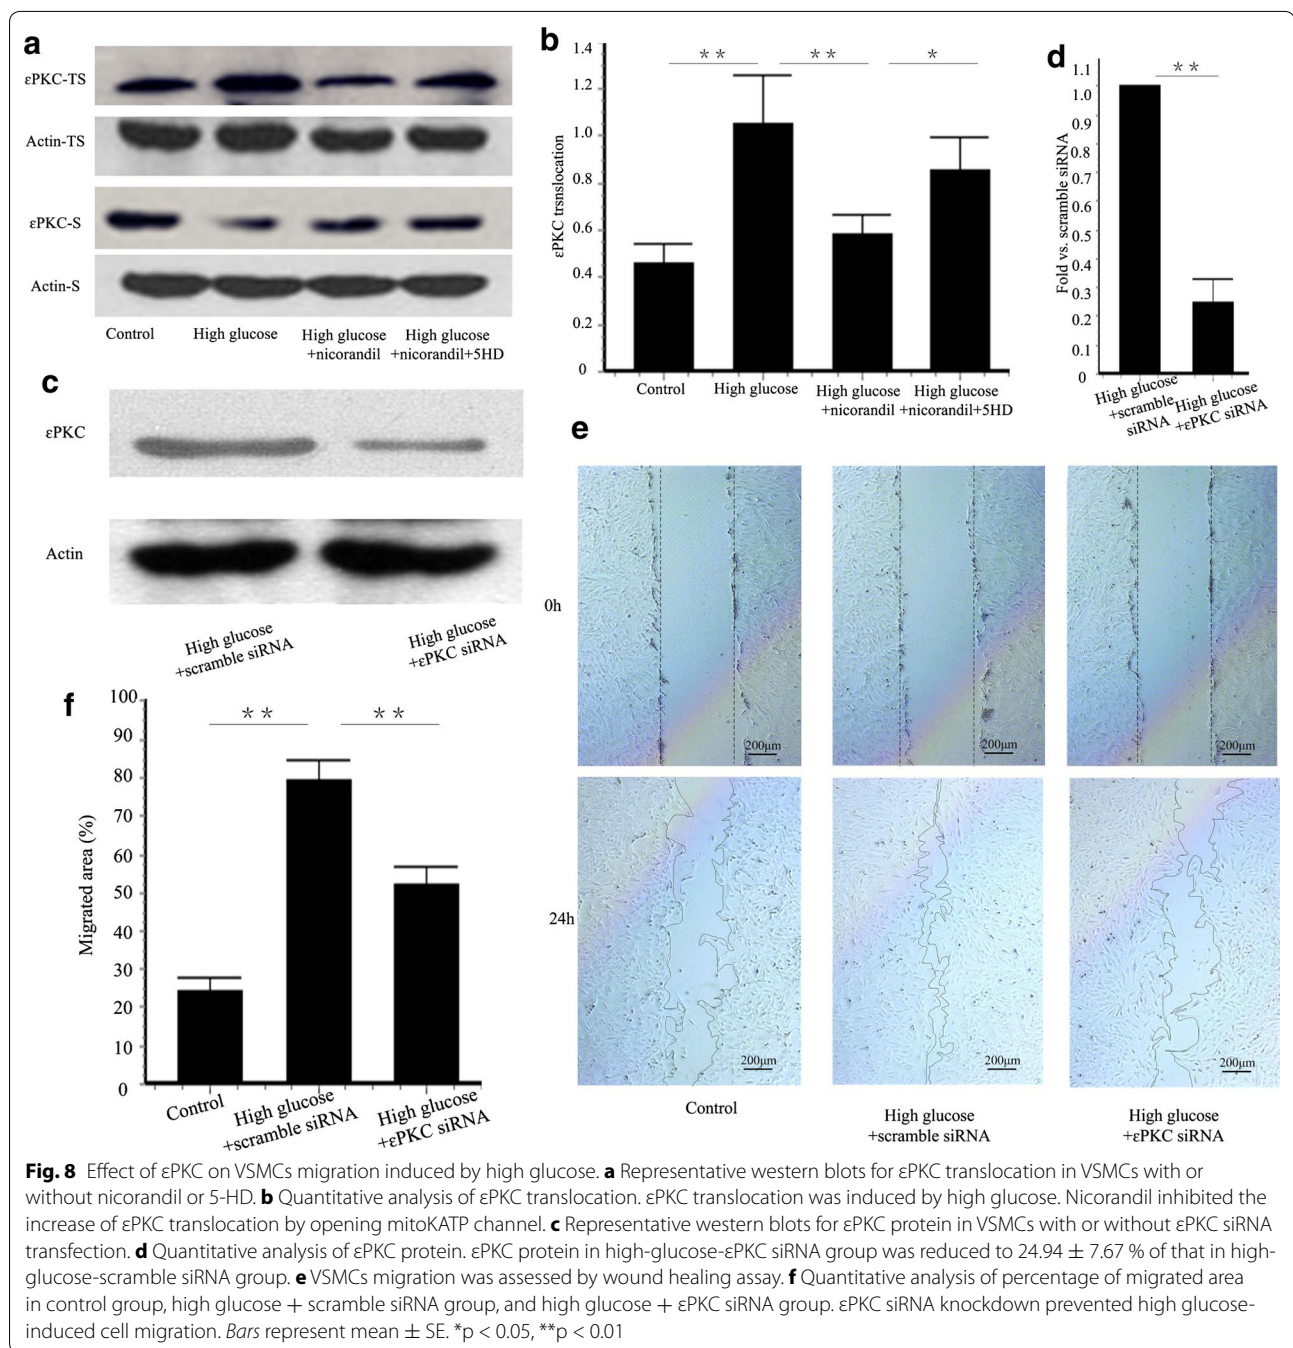 a
εPKC-TS
Actin-TS
εPKC-S
Actin-S
Control
High glucose
High glucose
+nicorandil
High glucose
+nicorandil+5HD
b
εPKC trsnlocation
1.4
1.2
1.0
0.8
0.6
0.4
0.2
0
* *
* *
*
Control
High glucose
High glucose
+nicorandil
High glucose
+nicorandil+5HD
c
εPKC
Actin
High glucose
+scramble siRNA
High glucose
+εPKC siRNA
d
Fold vs. scramble siRNA
1.1
1.0
0.9
0.8
0.7
0.6
0.5
0.4
0.3
0.2
0.1
0
* *
High glucose
+scramble
siRNA
High glucose
+εPKC siRNA
e
0h
200μm
200μm
200μm
24h
200μm
200μm
200μm
Control
High glucose
+scramble siRNA
High glucose
+εPKC siRNA
f
Migrated area (%)
100
90
80
70
60
50
40
30
20
10
0
* *
* *
Control
High glucose
+scramble siRNA
High glucose
+εPKC siRNA
Fig. 8 Effect of εPKC on VSMCs migration induced by high glucose. a Representative western blots for εPKC translocation in VSMCs with or
without nicorandil or 5-HD. b Quantitative analysis of εPKC translocation. εPKC translocation was induced by high glucose. Nicorandil inhibited the
increase of εPKC translocation by opening mitoKATP channel. c Representative western blots for εPKC protein in VSMCs with or without εPKC siRNA
transfection. d Quantitative analysis of εPKC protein. εPKC protein in high-glucose-εPKC siRNA group was reduced to 24.94 ± 7.67 % of that in high-
glucose-scramble siRNA group. e VSMCs migration was assessed by wound healing assay. f Quantitative analysis of percentage of migrated area
in control group, high glucose + scramble siRNA group, and high glucose + εPKC siRNA group. εPKC siRNA knockdown prevented high glucose-
induced cell migration. Bars represent mean ± SE. *p < 0.05, **p < 0.01